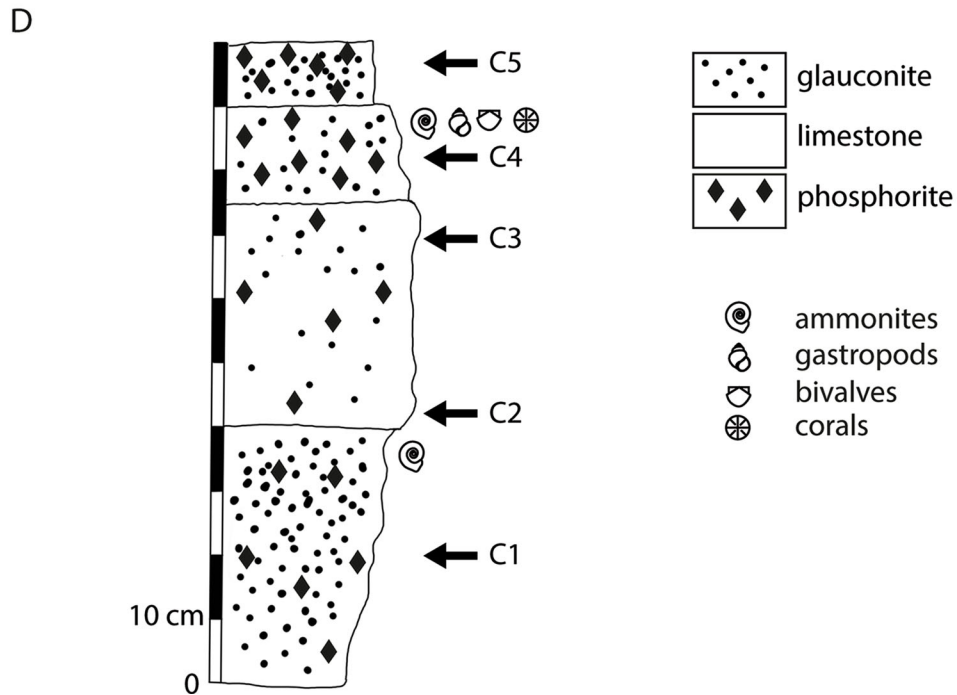 D
C5
C4
C3
C2
C1
10 cm
0
glauconite
limestone
phosphorite
ammonites
gastropods
bivalves
corals